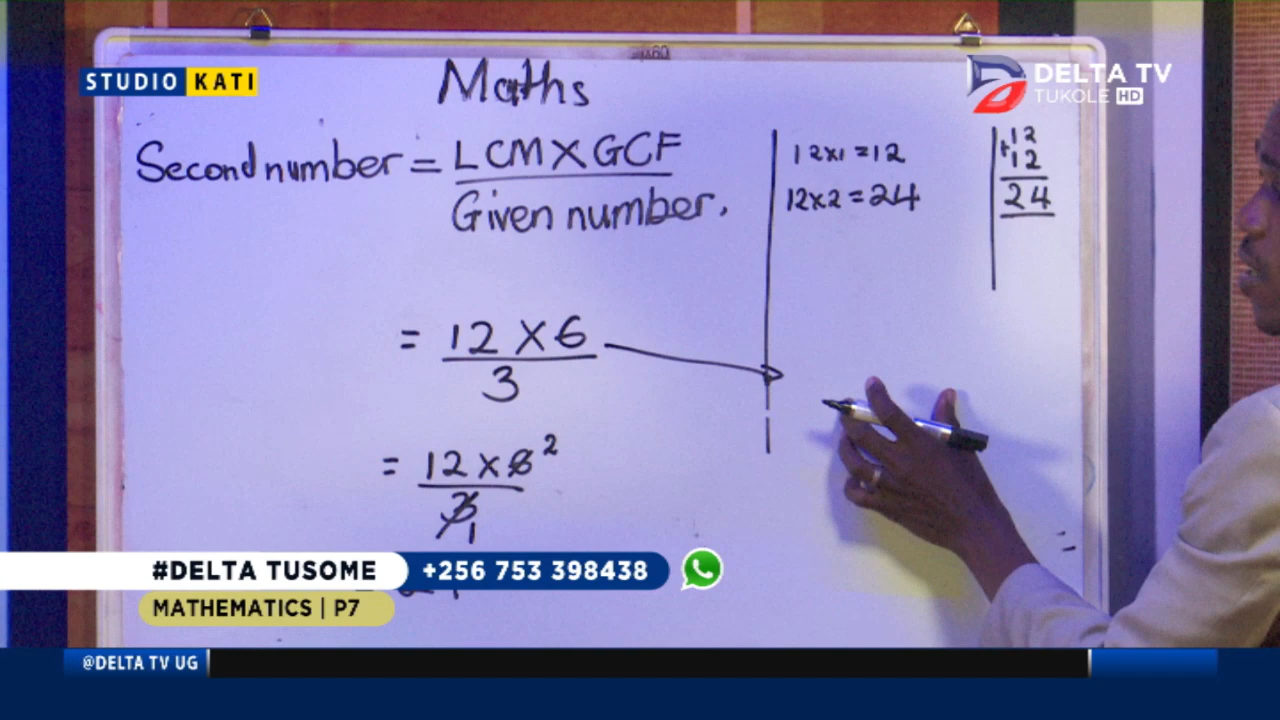 STUDIO KATI
DELTA TV
TUKOLE HD
Maths
Second number = LCM X GCF
Given number.
= 12 X 6
3
= 12 x 6 2
3 1
12x1 = 12
12x2 = 24
12
+12
24
#DELTA TUSOME +256 753 398438
MATHEMATICS | P7
@DELTA TV UG